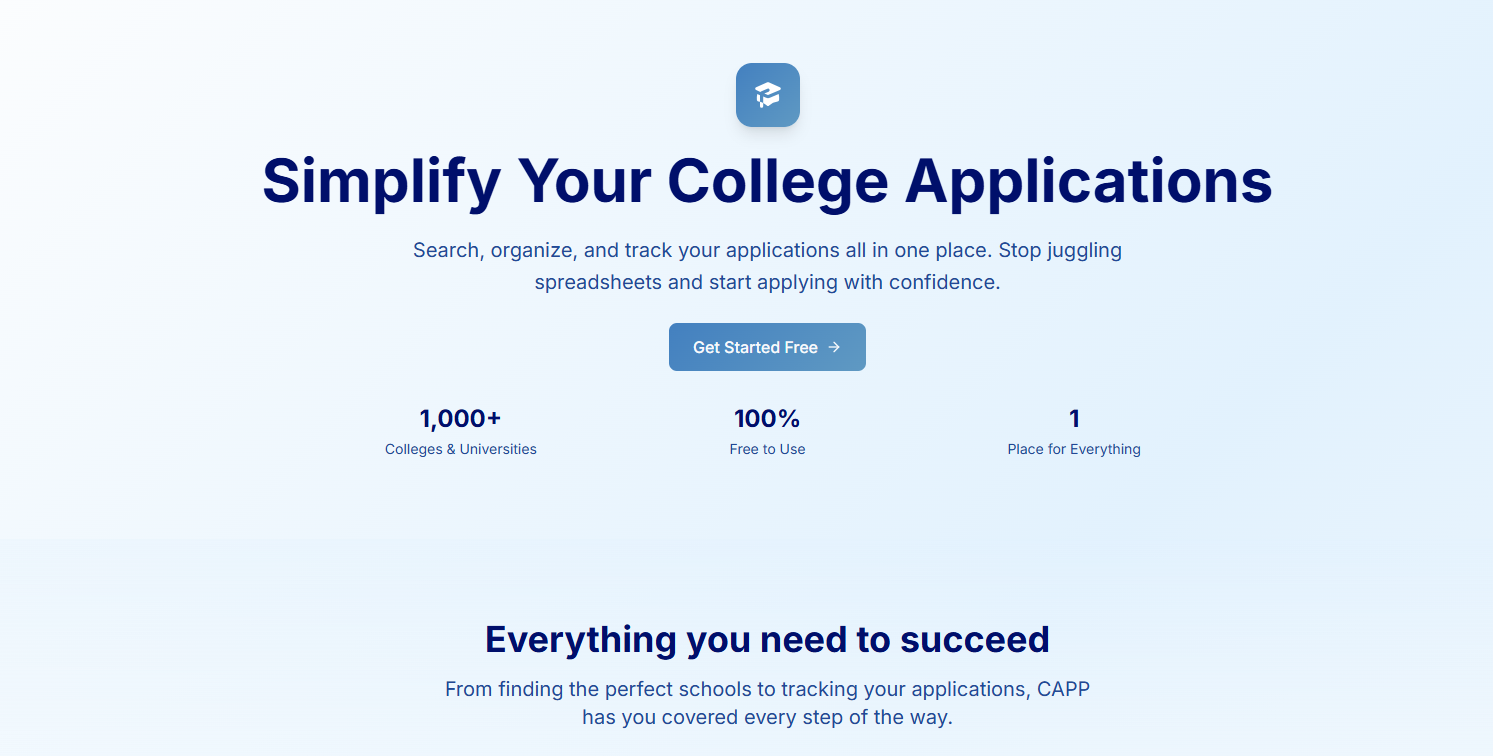 Simplify Your College Applications
Search, organize, and track your applications all in one place. Stop juggling
spreadsheets and start applying with confidence.
Get Started Free →
1,000+
Colleges & Universities
100%
Free to Use
1
Place for Everything
Everything you need to succeed
From finding the perfect schools to tracking your applications, CAPP
has you covered every step of the way.